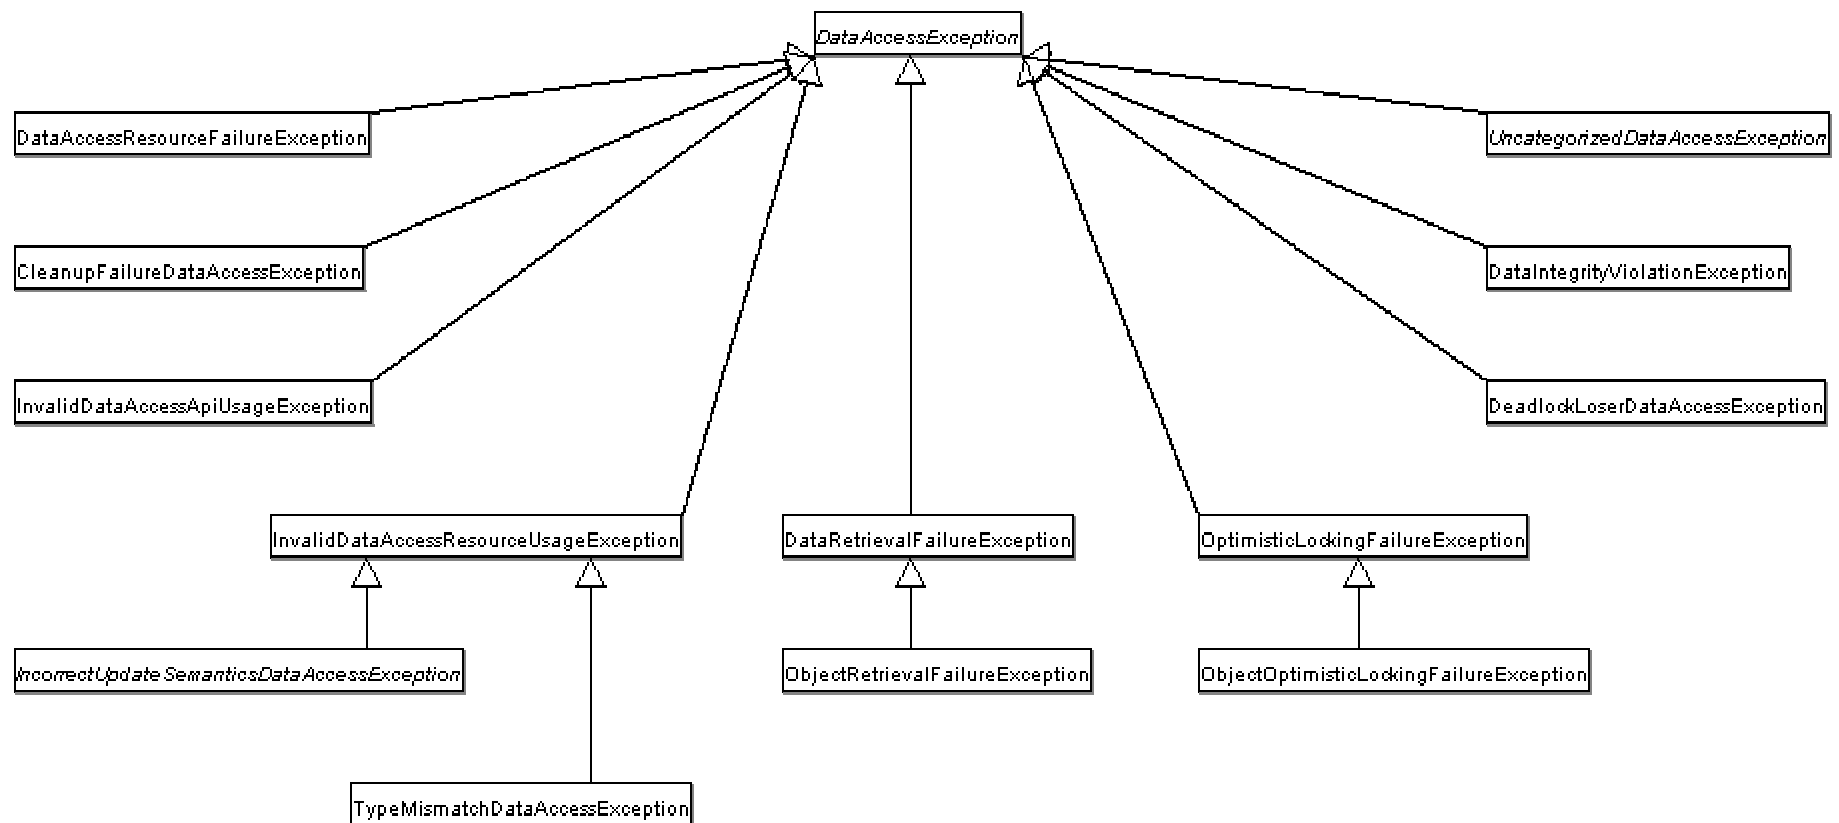 DataAccessException
DataAccessResourceFailureException
UncategorizedDataAccessException
CleanupFailureDataAccessException
DataIntegrityViolationException
InvalidDataAccessApiUsageException
DeadlockLoserDataAccessException
InvalidDataAccessResourceUsageException
DataRetrievalFailureException
OptimisticLockingFailureException
IncorrectUpdateSemanticsDataAccessException
ObjectRetrievalFailureException
ObjectOptimisticLockingFailureException
TypeMismatchDataAccessException